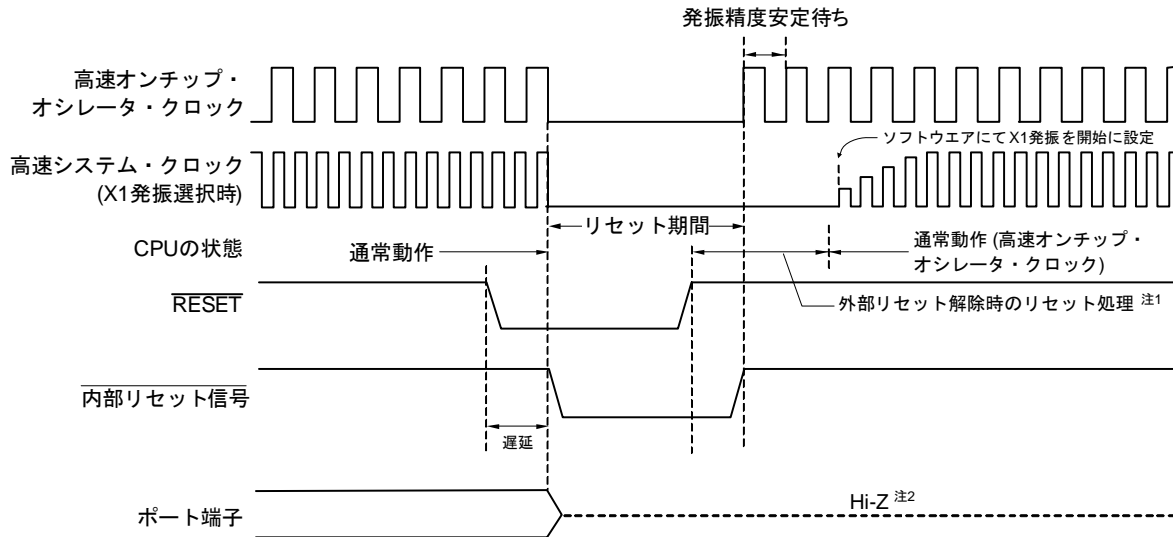 発振精度安定待ち
高速オンチップ・
オシレータ・クロック
ソフトウエアにてX1発振を開始に設定
高速システム・クロック
(X1発振選択時)
リセット期間
CPUの状態
通常動作
通常動作 (高速オンチップ・
オシレータ・クロック)
RESET
外部リセット解除時のリセット処理 注1
内部リセット信号
遅延
ポート端子
Hi-Z 注2